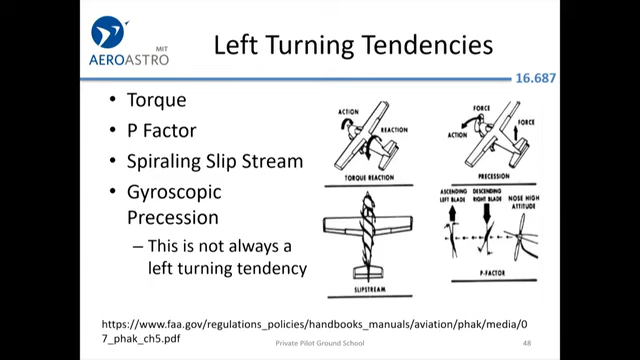 MIT
AEROASTRO
Left Turning Tendencies
16.687
• Torque
• P Factor
• Spiraling Slip Stream
• Gyroscopic
Precession
– This is not always a
left turning tendency
ACTION
REACTION
TORQUE REACTION
FORCE
FORCE
ACTION
PRECESSION
SLIPSTREAM
ASCENDING
LEFT BLADE
DESCENDING
RIGHT BLADE
NOSE HIGH
ATTITUDE
P-FACTOR
https://www.faa.gov/regulations_policies/handbooks_manuals/aviation/phak/media/0
7_phak_ch5.pdf
Private Pilot Ground School
48